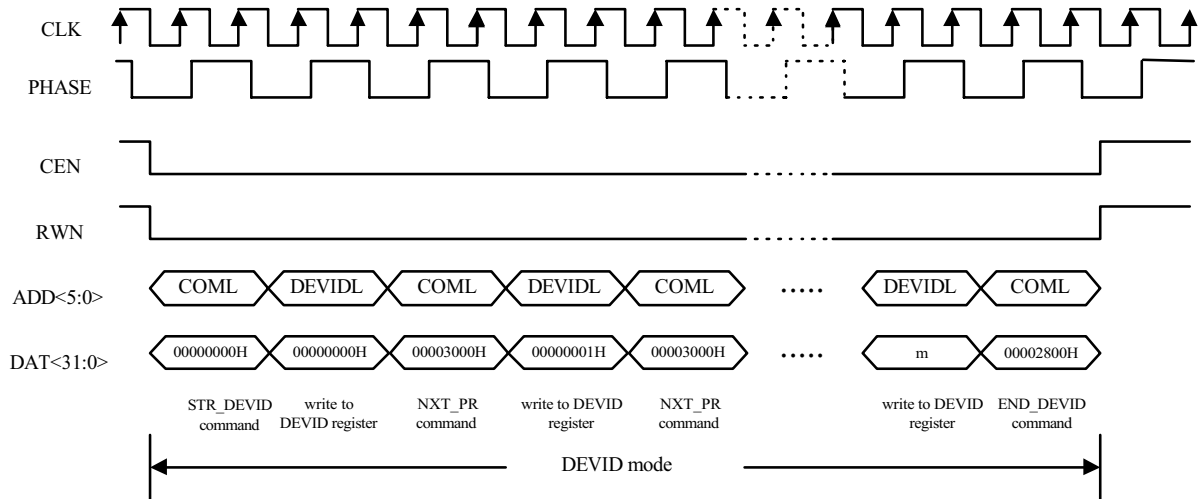 CLK
PHASE
CEN
RWN
ADD<5:0> COML DEVIDL COML DEVIDL COML ..... DEVIDL COML
DAT<31:0> 00000000H 00000000H 00003000H 00000001H 00003000H ..... m 00002800H
STR_DEVID write to NXT_PR write to DEVID NXT_PR write to DEVID END_DEVID
command DEVID register command register command register command
DEVID mode